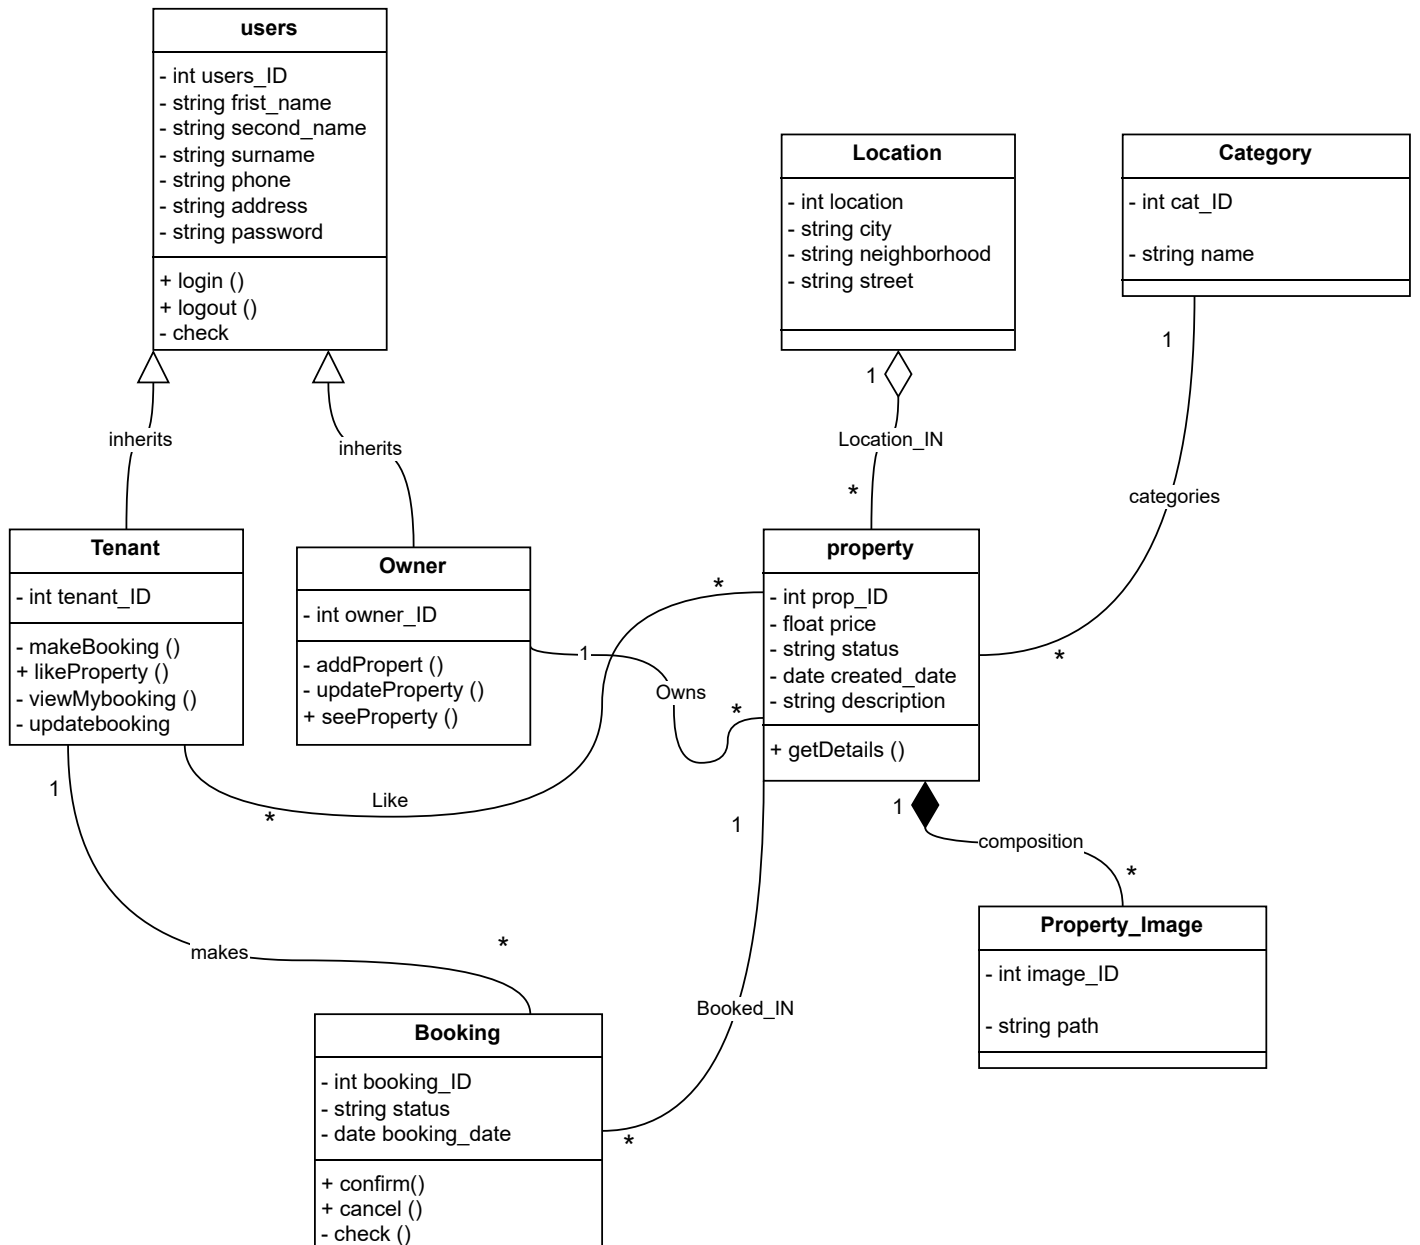 users
- int users_ID
- string frist_name
- string second_name
- string surname
- string phone
- string address
- string password
+ login ()
+ logout ()
- check
Location
- int location
- string city
- string neighborhood
- string street
Category
- int cat_ID
- string name
1
1
inherits
inherits
Location_IN
*
categories
Tenant
- int tenant_ID
- makeBooking ()
+ likeProperty ()
- viewMybooking ()
- updatebooking
Owner
- int owner_ID
- addPropert ()
- updateProperty ()
+ seeProperty ()
property
- int prop_ID
- float price
- string status
- date created_date
- string description
+ getDetails ()
*
1
*
Owns
*
1
Like
*
1
1
composition
*
makes
*
Booked_IN
Property_Image
- int image_ID
- string path
Booking
- int booking_ID
- string status
- date booking_date
+ confirm()
+ cancel ()
- check ()
*